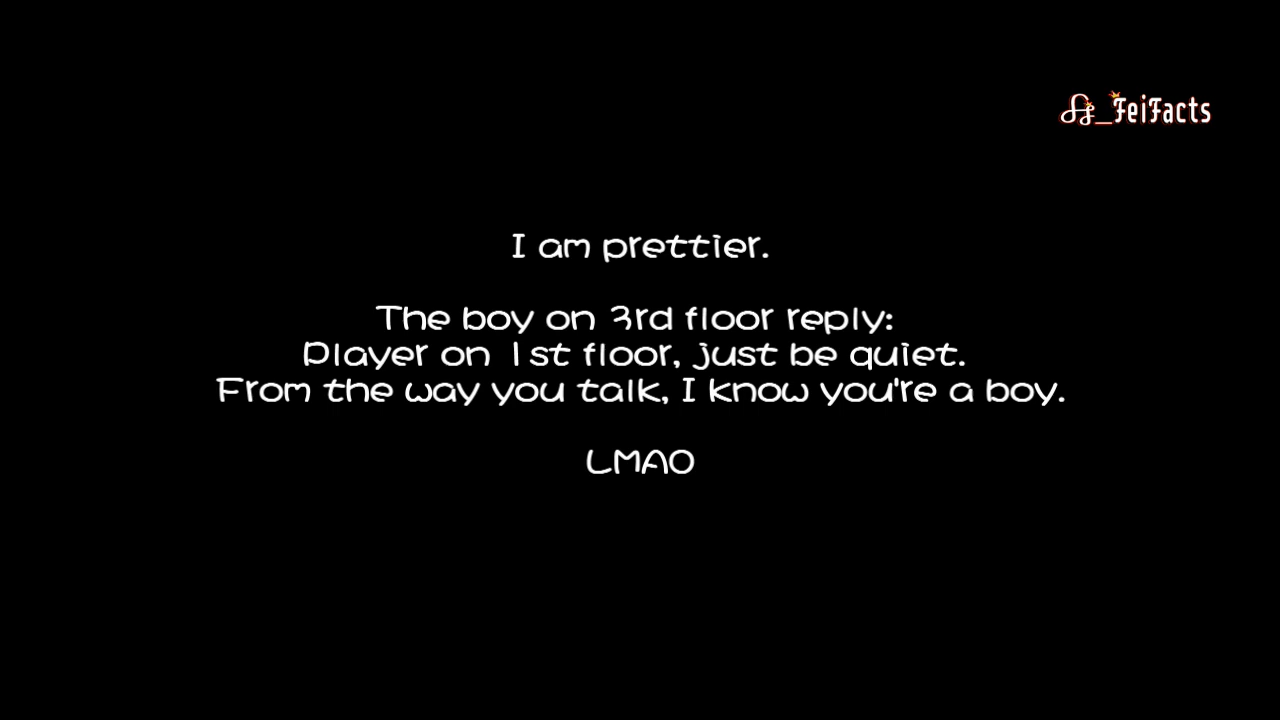 FeiFacts
I am prettier.
The boy on 3rd floor reply:
Player on 1st floor, just be quiet.
From the way you talk, I know you're a boy.
LMAO